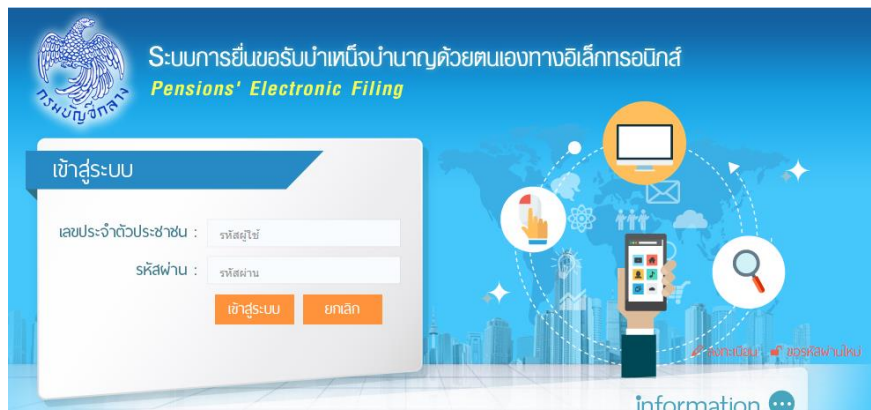 ระบบการยื่นขอรับบำเหน็จบำนาญด้วยตนเองทางอิเล็กทรอนิกส์
Pensions' Electronic Filing
กรมบัญชีกลาง
เข้าสู่ระบบ
เลขประจำตัวประชาชน : รหัสผู้ใช้
รหัสผ่าน : รหัสผ่าน
เข้าสู่ระบบ ยกเลิก
ลงทะเบียน ขอรหัสผ่านใหม่
information